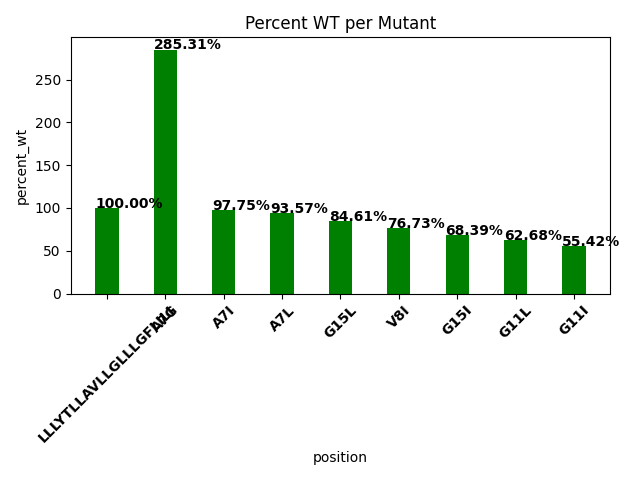 Percent WT per Mutant
percent_wt
250
200
150
100
50
0
100.00%
285.31%
97.75%
93.57%
84.61%
76.73%
68.39%
62.68%
55.42%
A7I
A7L
G15L
V8I
G15I
G11L
G11I
position